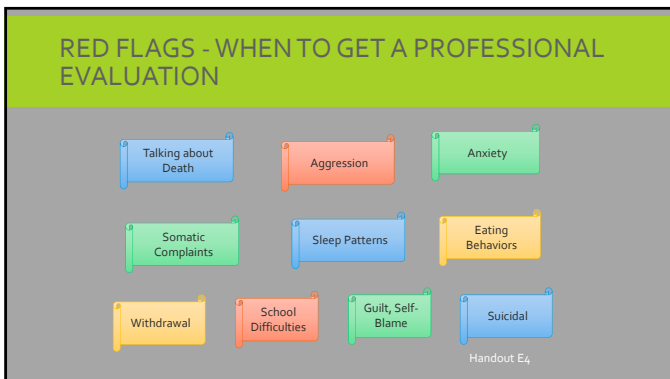 RED FLAGS - WHEN TO GET A PROFESSIONAL
EVALUATION
Talking about
Death
Aggression
Anxiety
Somatic
Complaints
Sleep Patterns
Eating
Behaviors
Withdrawal
School
Difficulties
Guilt, Self-
Blame
Suicidal
Handout E4